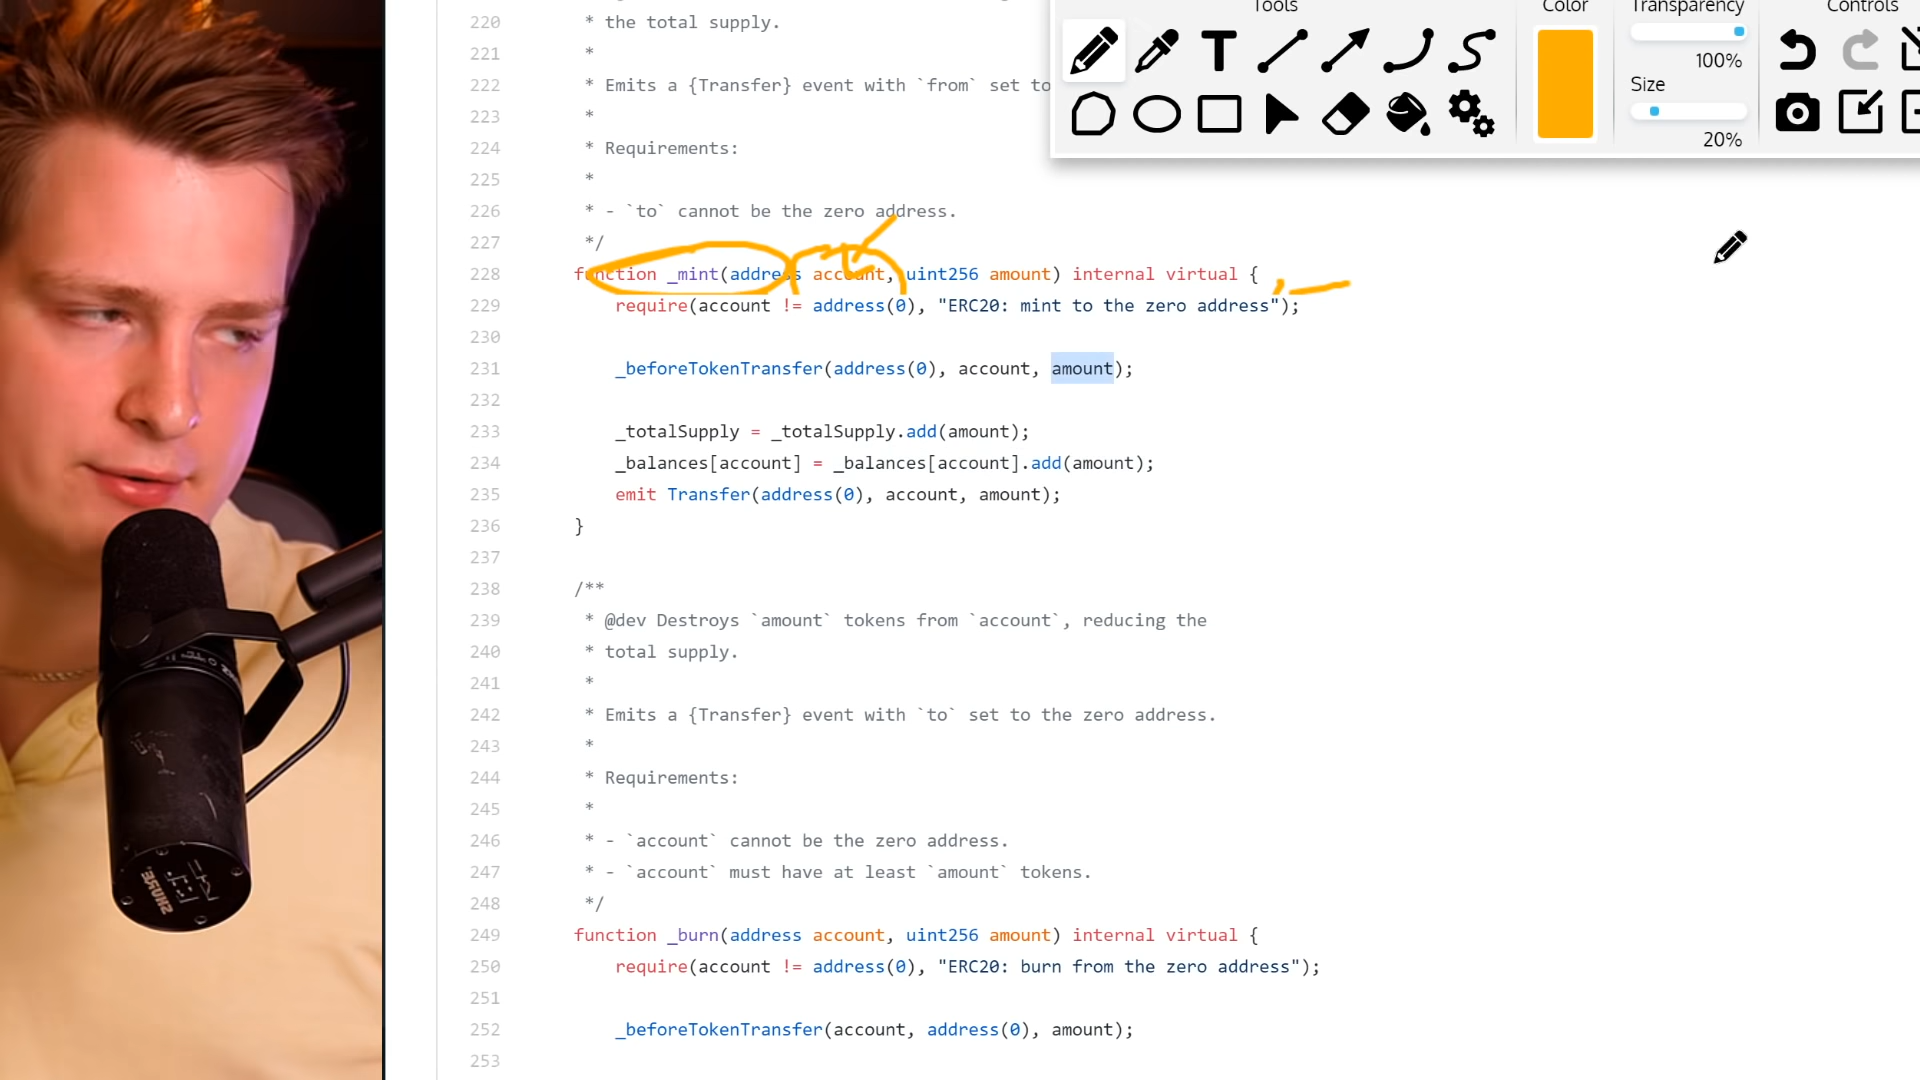 Tools
Color
Transparency
Controls
100%
Size
20%
220 * the total supply.
221 *
222 * Emits a {Transfer} event with `from` set to
223 *
224 * Requirements:
225 *
226 * - `to` cannot be the zero address.
227 */
228 function _mint(address account, uint256 amount) internal virtual {
229 require(account != address(0), "ERC20: mint to the zero address");
230
231 _beforeTokenTransfer(address(0), account, amount);
232
233 _totalSupply = _totalSupply.add(amount);
234 _balances[account] = _balances[account].add(amount);
235 emit Transfer(address(0), account, amount);
236 }
237
238 /**
239 * @dev Destroys `amount` tokens from `account`, reducing the
240 * total supply.
241 *
242 * Emits a {Transfer} event with `to` set to the zero address.
243 *
244 * Requirements:
245 *
246 * - `account` cannot be the zero address.
247 * - `account` must have at least `amount` tokens.
248 */
249 function _burn(address account, uint256 amount) internal virtual {
250 require(account != address(0), "ERC20: burn from the zero address");
251
252 _beforeTokenTransfer(account, address(0), amount);
253
SHURE